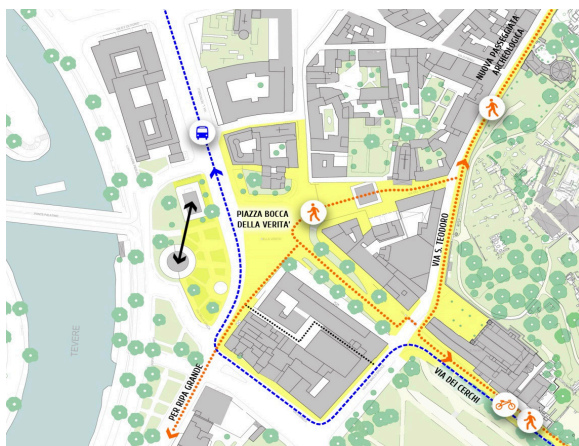 NUOVA PASSEGGIATA
ARCHEOLOGICA
PIAZZA BOCCA
DELLA VERITA'
VIA S. TEODORO
TEVERE
PER RIPA GRANDE
VIA DEI CERCHI